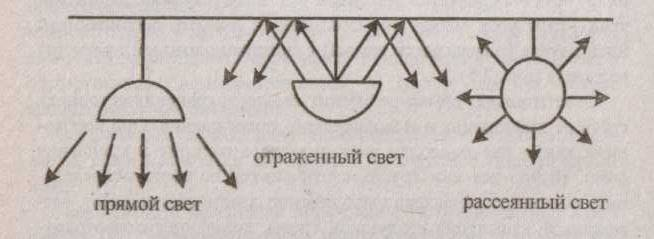 отраженный свет
прямой свет
рассеянный свет